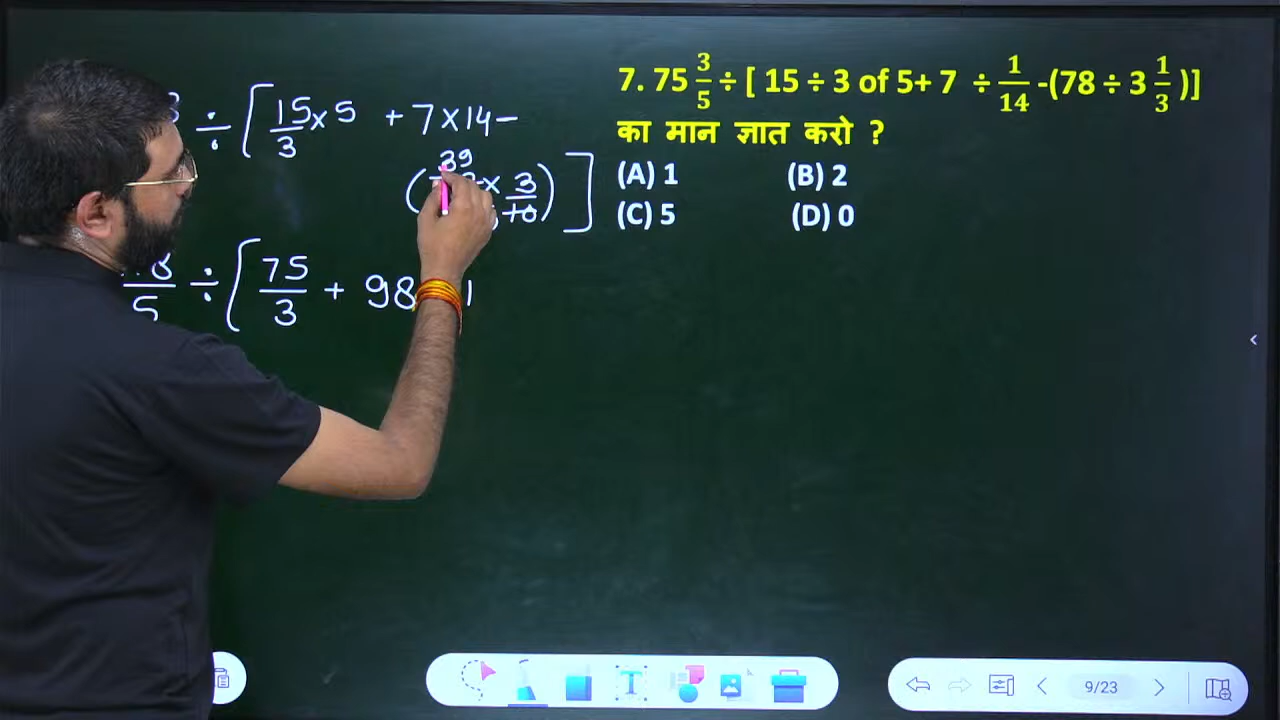 7. 75 3/5 ÷ [ 15 ÷ 3 of 5+ 7 ÷ 1/14 -(78 ÷ 3 1/3 )]
का मान ज्ञात करो ?
(A) 1 (B) 2
(C) 5 (D) 0
÷ [ 15/3 x 5 + 7 x 14 -
39
x 3/10 ) ]
÷ [ 75/3 + 98
9/23